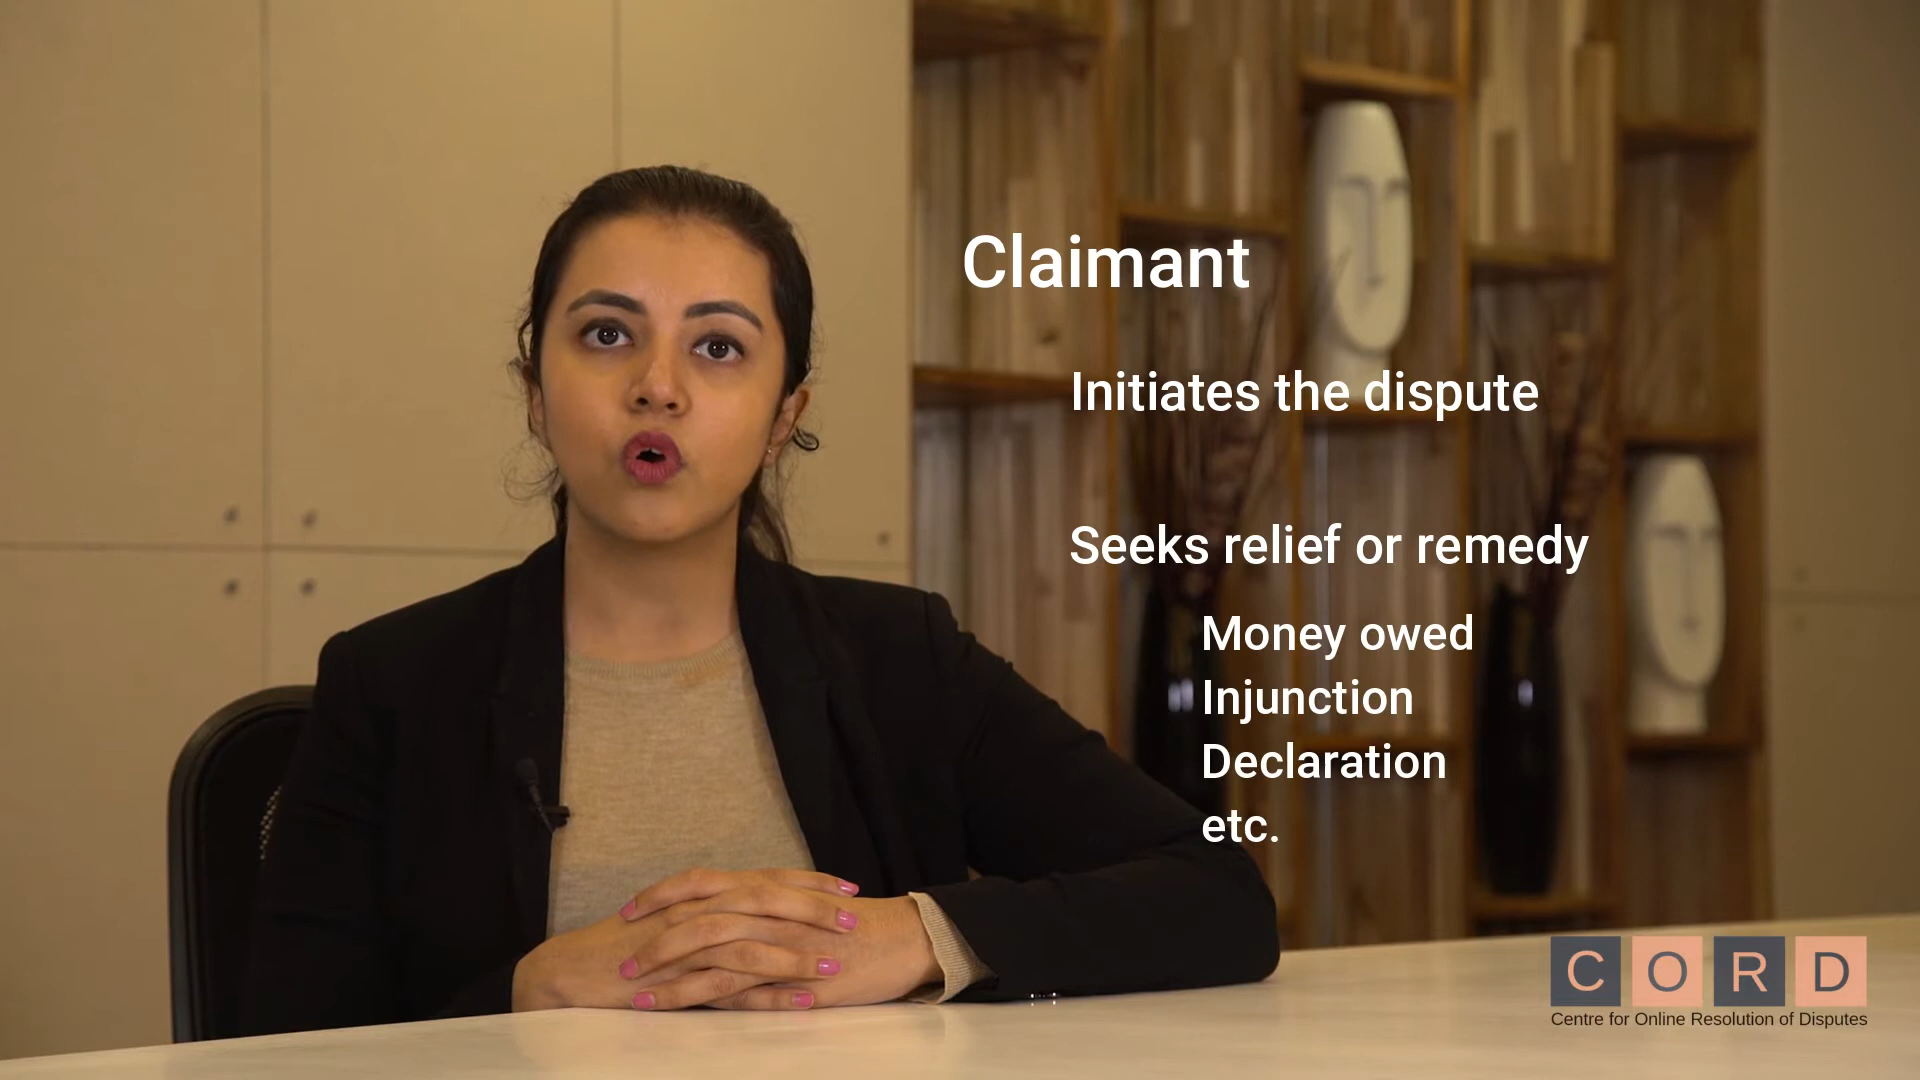 Claimant
Initiates the dispute
Seeks relief or remedy
Money owed
Injunction
Declaration
etc.
CORD
Centre for Online Resolution of Disputes